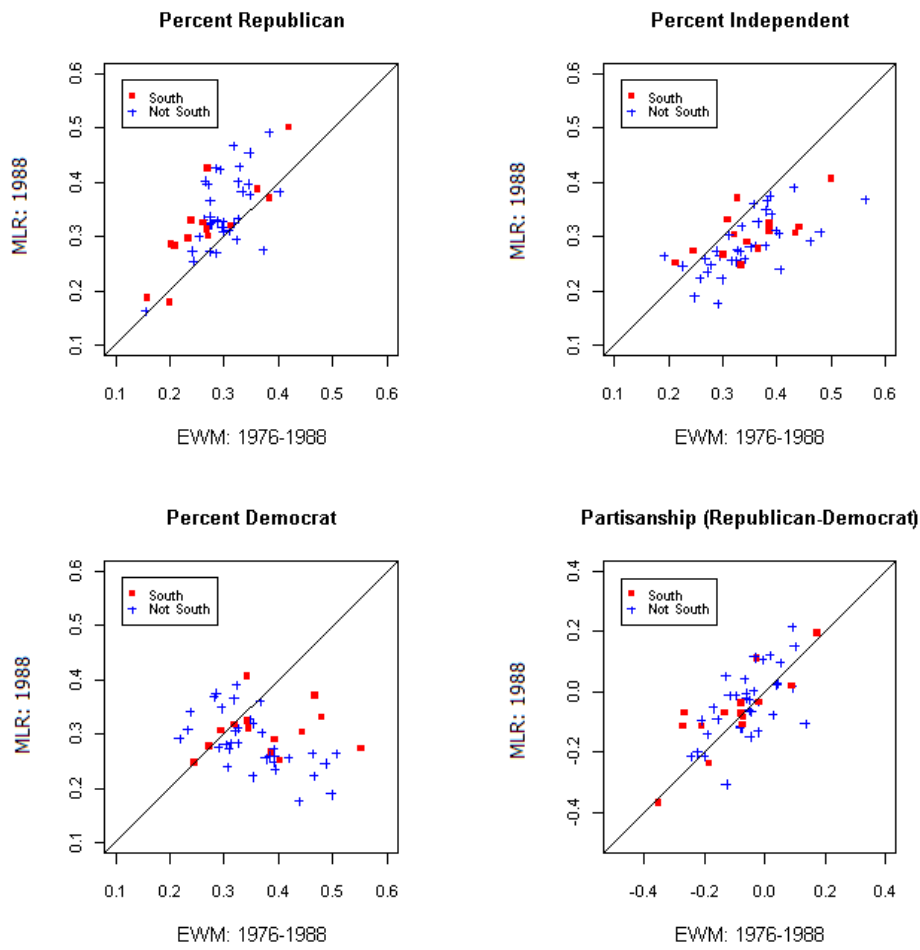 Percent Republican
South
Not South
MLR: 1988
0.1 0.2 0.3 0.4 0.5 0.6
0.1 0.2 0.3 0.4 0.5 0.6
EWM: 1976-1988
Percent Independent
South
Not South
MLR: 1988
0.1 0.2 0.3 0.4 0.5 0.6
0.1 0.2 0.3 0.4 0.5 0.6
EWM: 1976-1988
Percent Democrat
South
Not South
MLR: 1988
0.1 0.2 0.3 0.4 0.5 0.6
0.1 0.2 0.3 0.4 0.5 0.6
EWM: 1976-1988
Partisanship (Republican-Democrat)
South
Not South
MLR: 1988
-0.4 -0.2 0.0 0.2 0.4
-0.4 -0.2 0.0 0.2 0.4
EWM: 1976-1988